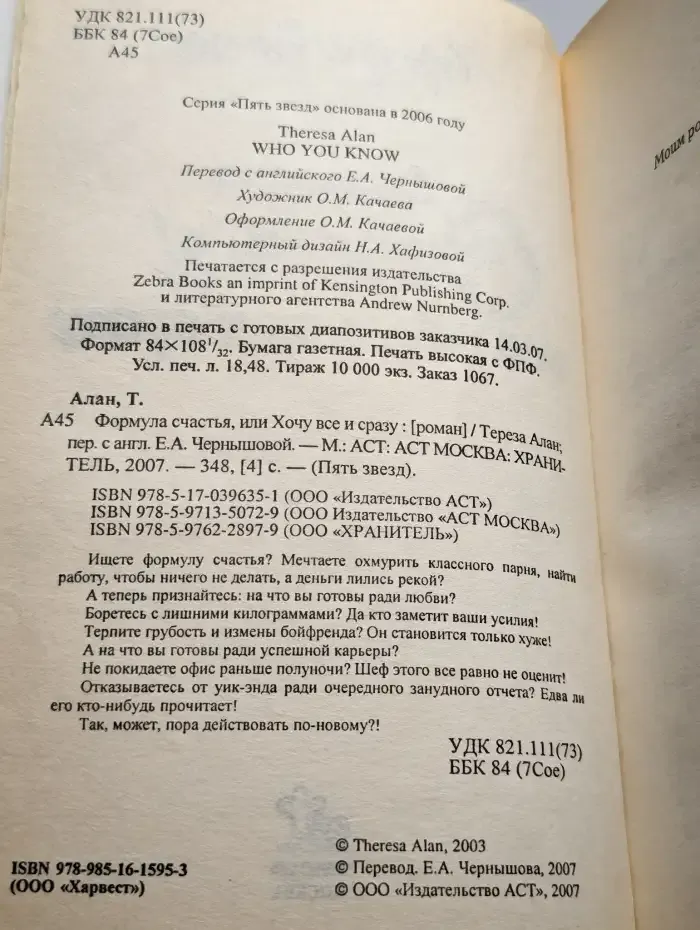 УДК 821.111(73)
ББК 84 (7Сое)
А45
Серия «Пять звезд» основана в 2006 году
Theresa Alan
WHO YOU KNOW
Перевод с английского Е.А. Чернышовой
Художник О.М. Качаева
Оформление О.М. Качаевой
Компьютерный дизайн Н.А. Хафизовой
Печатается с разрешения издательства
Zebra Books an imprint of Kensington Publishing Corp.
и литературного агентства Andrew Nurnberg.
Подписано в печать с готовых диапозитивов заказчика 14.03.07.
Формат 84×108¹/₃₂. Бумага газетная. Печать высокая с ФПФ.
Усл. печ. л. 18,48. Тираж 10 000 экз. Заказ 1067.
Алан, Т.
А45 Формула счастья, или Хочу все и сразу : [роман] / Тереза Алан;
пер. с англ. Е.А. Чернышовой. — М.: АСТ: АСТ МОСКВА: ХРАНИ-
ТЕЛЬ, 2007. — 348, [4] с. — (Пять звезд).
ISBN 978-5-17-039635-1 (ООО «Издательство АСТ»)
ISBN 978-5-9713-5072-9 (ООО Издательство «АСТ МОСКВА»)
ISBN 978-5-9762-2897-9 (ООО «ХРАНИТЕЛЬ»)
Ищете формулу счастья? Мечтаете охмурить классного парня, найти
работу, чтобы ничего не делать, а деньги лились рекой?
А теперь признайтесь: на что вы готовы ради любви?
Боретесь с лишними килограммами? Да кто заметит ваши усилия!
Терпите грубость и измены бойфренда? Он становится только хуже!
А на что вы готовы ради успешной карьеры?
Не покидаете офис раньше полуночи? Шеф этого все равно не оценит!
Отказываетесь от уик-энда ради очередного занудного отчета? Едва ли
его кто-нибудь прочитает!
Так, может, пора действовать по-новому?!
УДК 821.111(73)
ББК 84 (7Сое)
© Theresa Alan, 2003
ISBN 978-985-16-1595-3
© Перевод. Е.А. Чернышова, 2007
(ООО «Харвест»)
© ООО «Издательство АСТ», 2007
Моим